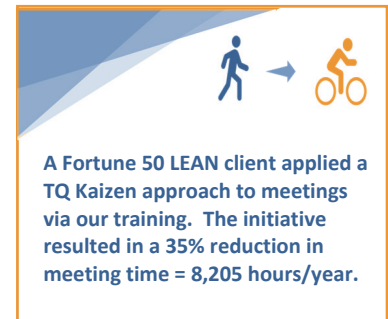 A Fortune 50 LEAN client applied a
TQ Kaizen approach to meetings
via our training.  The initiative
resulted in a 35% reduction in
meeting time = 8,205 hours/year.